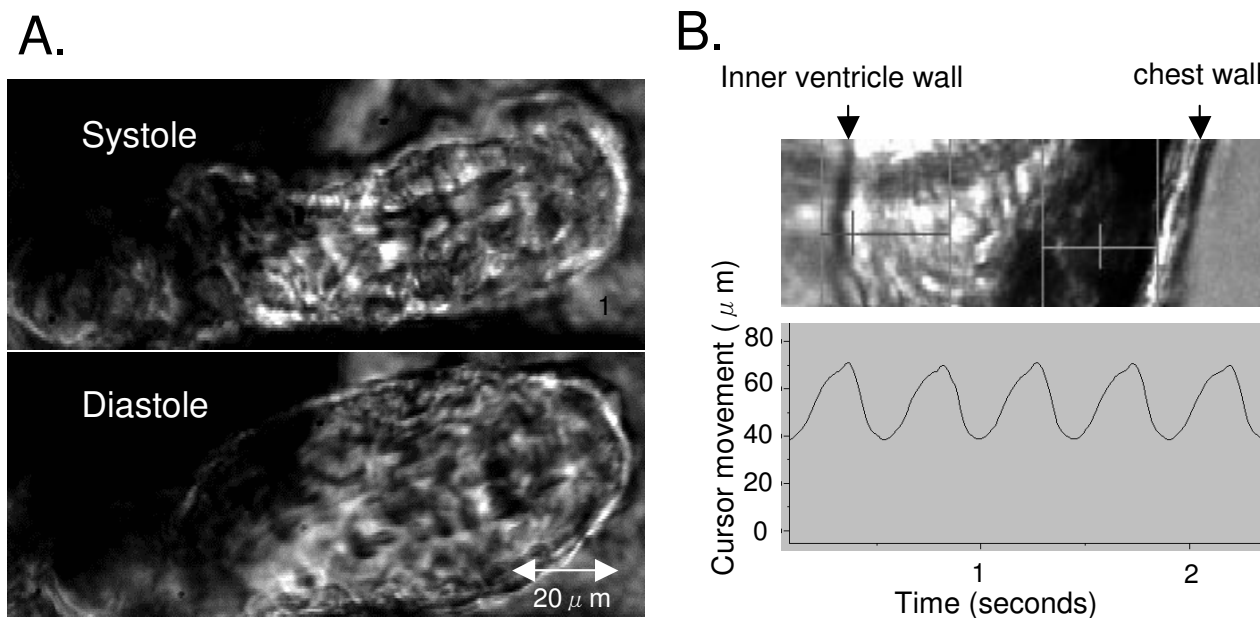 A.
Systole
1
Diastole
20 μ m
B.
Inner ventricle wall
chest wall
Cursor movement ( μ m)
80
60
40
20
0
1
2
Time (seconds)